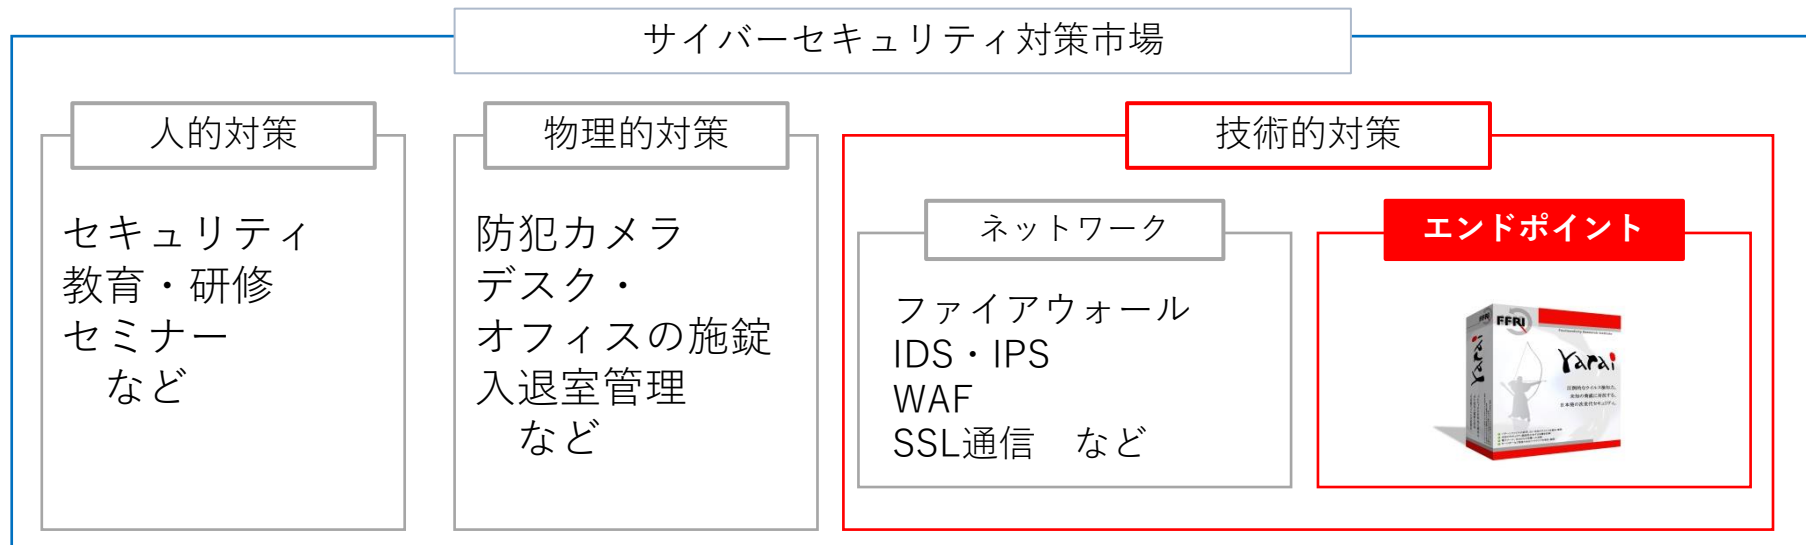 サイバーセキュリティ対策市場
人的対策
セキュリティ
教育・研修
セミナー
など
物理的対策
防犯カメラ
デスク・
オフィスの施錠
入退室管理
など
技術的対策
ネットワーク
ファイアウォール
IDS・IPS
WAF
SSL通信　など
エンドポイント
FFRI
yarai
yarai